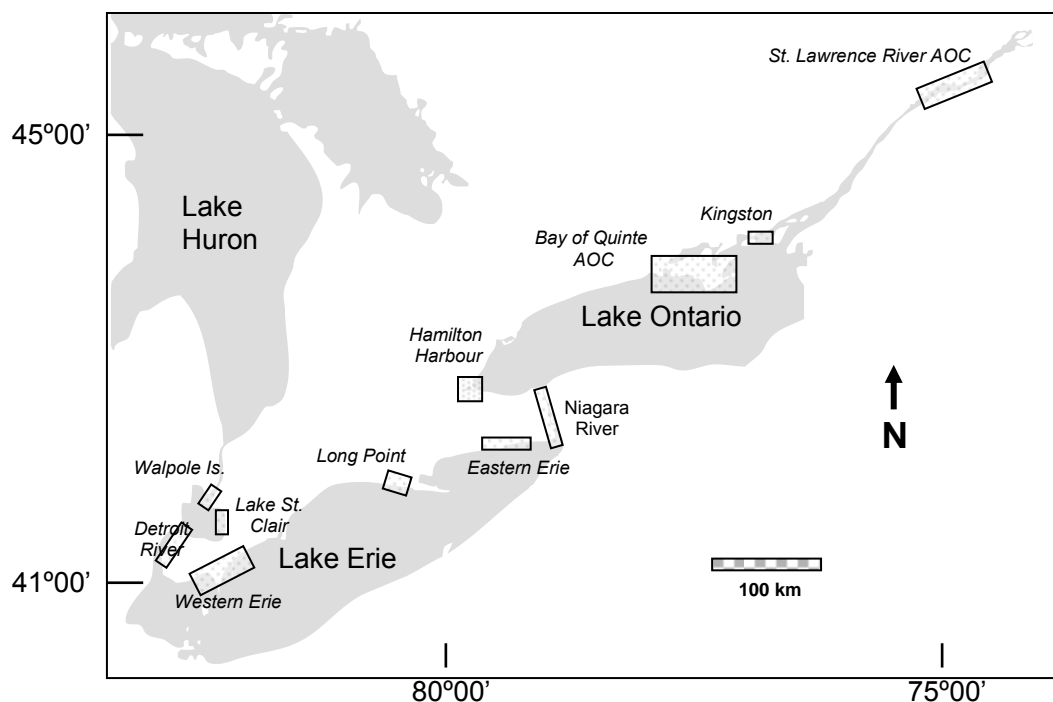 St. Lawrence River AOC
45º00’
Lake
Huron
Kingston
Bay of Quinte
AOC
Lake Ontario
Hamilton
Harbour
Niagara
River
N
Long Point
Eastern Erie
Walpole Is.
Lake St.
Clair
Detroit
River
Lake Erie
41º00’
100 km
Western Erie
80º00’
75º00’